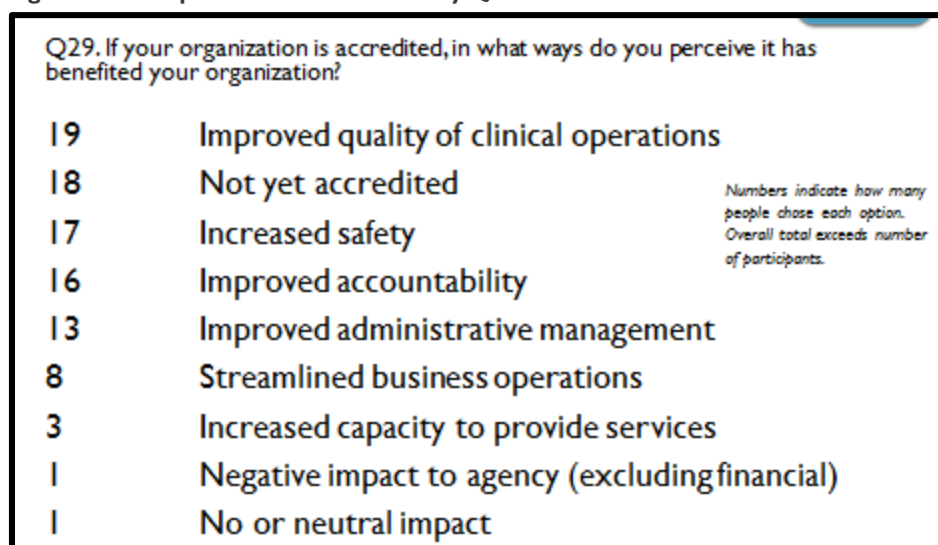 Q29. If your organization is accredited, in what ways do you perceive it has
benefited your organization?
19 Improved quality of clinical operations
18 Not yet accredited
17 Increased safety
16 Improved accountability
13 Improved administrative management
8 Streamlined business operations
3 Increased capacity to provide services
1 Negative impact to agency (excluding financial)
1 No or neutral impact
Numbers indicate how many
people chose each option.
Overall total exceeds number
of participants.